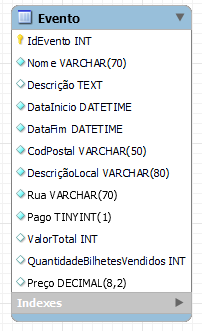 Evento
IdEvento INT
Nome VARCHAR(70)
Descrição TEXT
DataInicio DATETIME
DataFim DATETIME
CodPostal VARCHAR(50)
DescriçãoLocal VARCHAR(80)
Rua VARCHAR(70)
Pago TINYINT(1)
ValorTotal INT
QuantidadeBilhetesVendidos INT
Preço DECIMAL(8,2)
Indexes